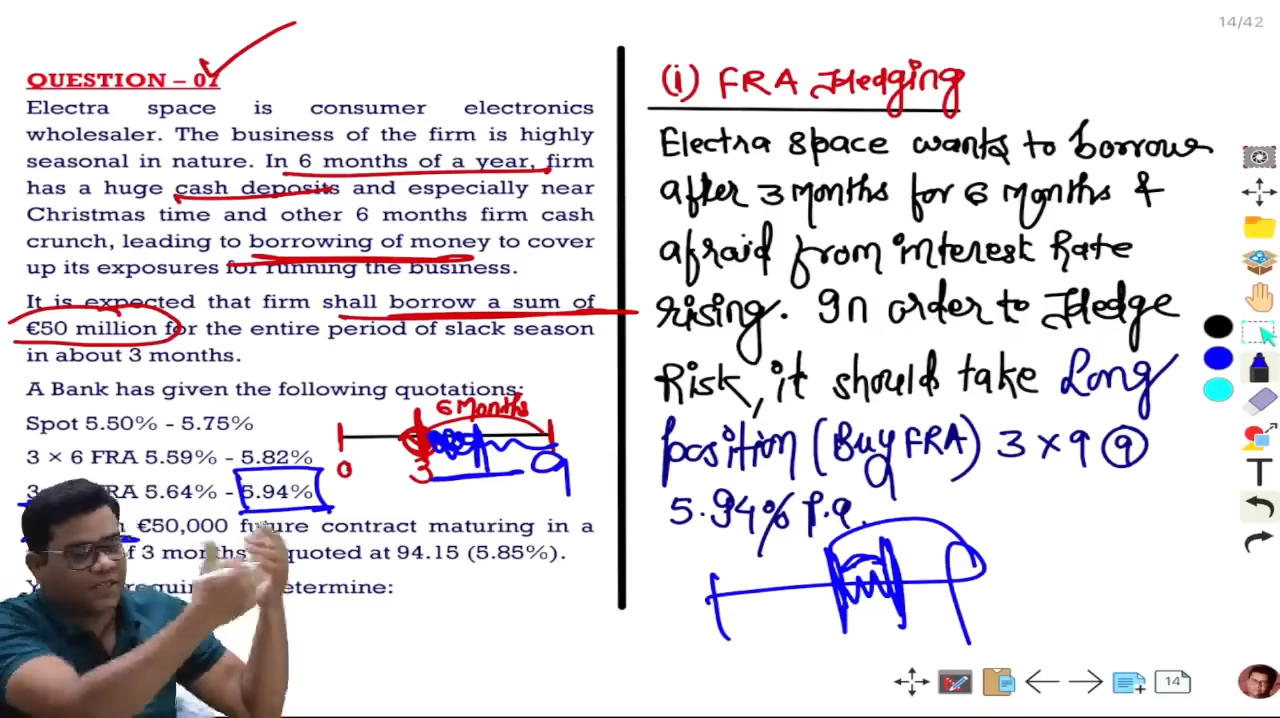 14/42
QUESTION – 07
Electra space is consumer electronics
wholesaler. The business of the firm is highly
seasonal in nature. In 6 months of a year, firm
has a huge cash deposits and especially near
Christmas time and other 6 months firm cash
crunch, leading to borrowing of money to cover
up its exposures for running the business.
It is expected that firm shall borrow a sum of
€50 million for the entire period of slack season
in about 3 months.
A Bank has given the following quotations:
Spot 5.50% - 5.75%
3 × 6 FRA 5.59% - 5.82%
3 FRA 5.64% - 5.94%
€50,000 future contract maturing in a
of 3 months quoted at 94.15 (5.85%).
determine:
6 Months
0
3
9
(i) FRA Hedging
Electra Space wants to borrow
after 3 Months for 6 Months &
afraid from interest Rate
rising. In order to Hedge
Risk, it should take Long
position (Buy FRA) 3 × 9 @
5.94% P.a.
14